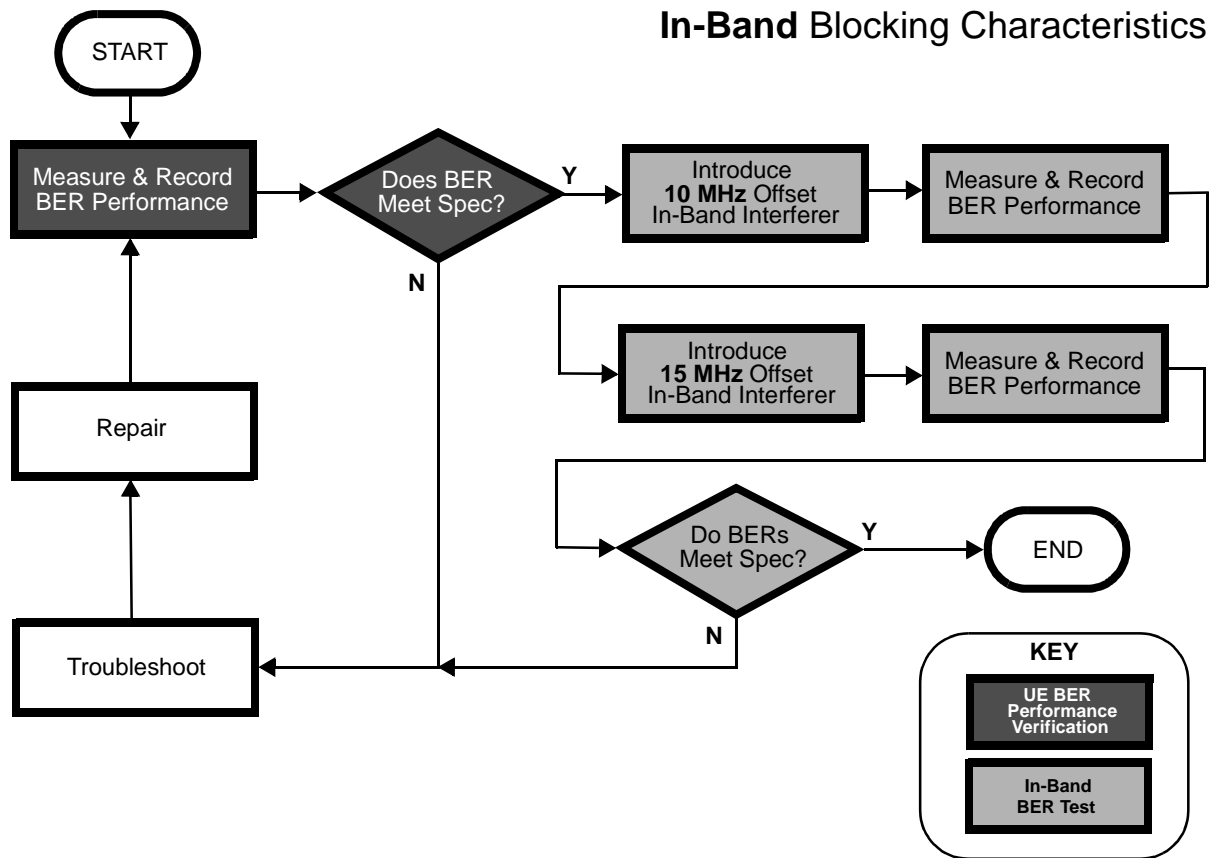 In-Band Blocking Characteristics
START
Measure & Record
BER Performance
Does BER
Meet Spec?
Y
N
Introduce
10 MHz Offset
In-Band Interferer
Measure & Record
BER Performance
Introduce
15 MHz Offset
In-Band Interferer
Measure & Record
BER Performance
Repair
Do BERs
Meet Spec?
Y
N
END
Troubleshoot
KEY
UE BER
Performance
Verification
In-Band
BER Test